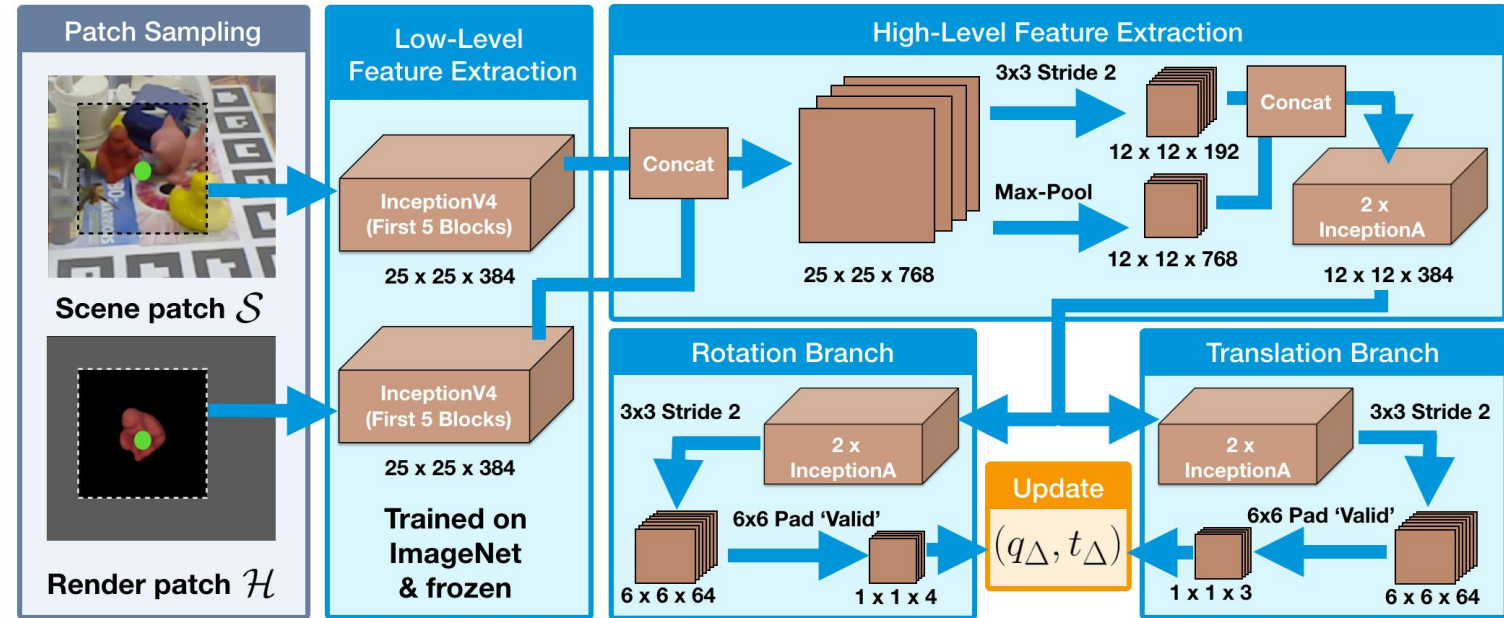 Patch Sampling
Scene patch S
Render patch H
Low-Level
Feature Extraction
InceptionV4
(First 5 Blocks)
25 x 25 x 384
InceptionV4
(First 5 Blocks)
25 x 25 x 384
Trained on
ImageNet
& frozen
High-Level Feature Extraction
Concat
25 x 25 x 768
3x3 Stride 2
12 x 12 x 192
Max-Pool
12 x 12 x 768
Concat
2 x
InceptionA
12 x 12 x 384
Rotation Branch
3x3 Stride 2
2 x
InceptionA
6x6 Pad ‘Valid’
6 x 6 x 64
1 x 1 x 4
Update
(q_Δ, t_Δ)
Translation Branch
2 x
InceptionA
3x3 Stride 2
6x6 Pad ‘Valid’
1 x 1 x 3
6 x 6 x 64